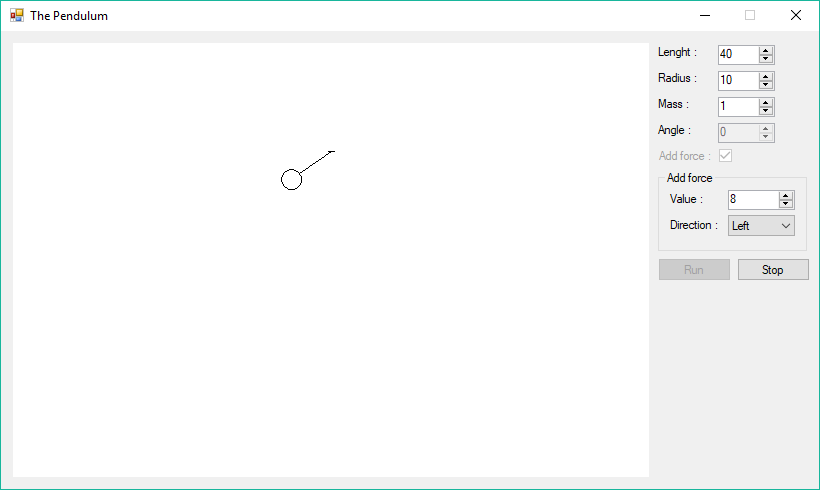 The Pendulum
Lenght : 40
Radius : 10
Mass : 1
Angle : 0
Add force :
Add force
Value : 8
Direction : Left
Run Stop